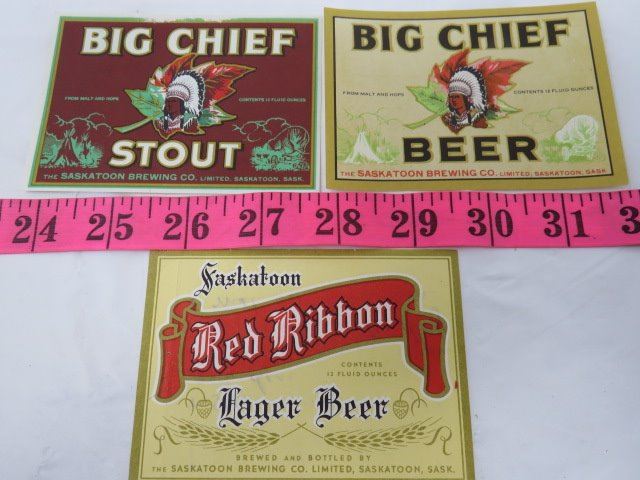 BIG CHIEF
FROM MALT AND HOPS
CONTENTS 12 FLUID OUNCES
STOUT
THE SASKATOON BREWING CO. LIMITED, SASKATOON, SASK.
BIG CHIEF
FROM MALT AND HOPS
CONTENTS 12 FLUID OUNCES
BEER
THE SASKATOON BREWING CO. LIMITED, SASKATOON, SASK.
24 25 26 27 28 29 30 31
Saskatoon
Red Ribbon
CONTENTS
12 FLUID OUNCES
Lager Beer
BREWED AND BOTTLED BY
THE SASKATOON BREWING CO. LIMITED, SASKATOON, SASK.